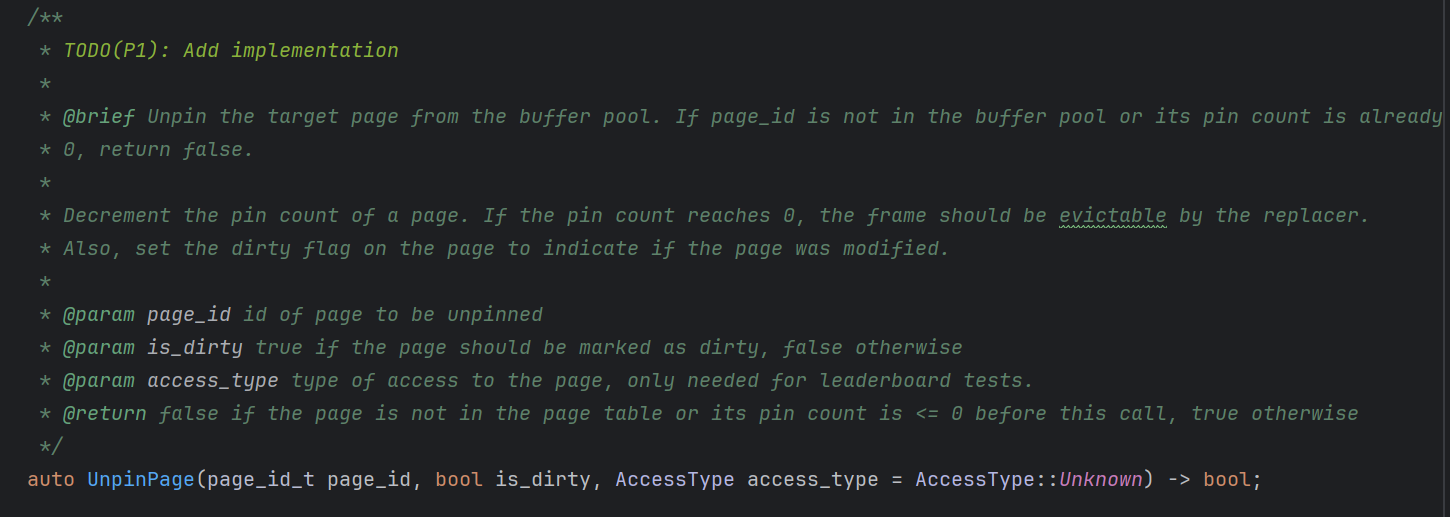 /**
* TODO(P1): Add implementation
*
* @brief Unpin the target page from the buffer pool. If page_id is not in the buffer pool or its pin count is already
* 0, return false.
*
* Decrement the pin count of a page. If the pin count reaches 0, the frame should be evictable by the replacer.
* Also, set the dirty flag on the page to indicate if the page was modified.
*
* @param page_id id of page to be unpinned
* @param is_dirty true if the page should be marked as dirty, false otherwise
* @param access_type type of access to the page, only needed for leaderboard tests.
* @return false if the page is not in the page table or its pin count is <= 0 before this call, true otherwise
*/
auto UnpinPage(page_id_t page_id, bool is_dirty, AccessType access_type = AccessType::Unknown) -> bool;